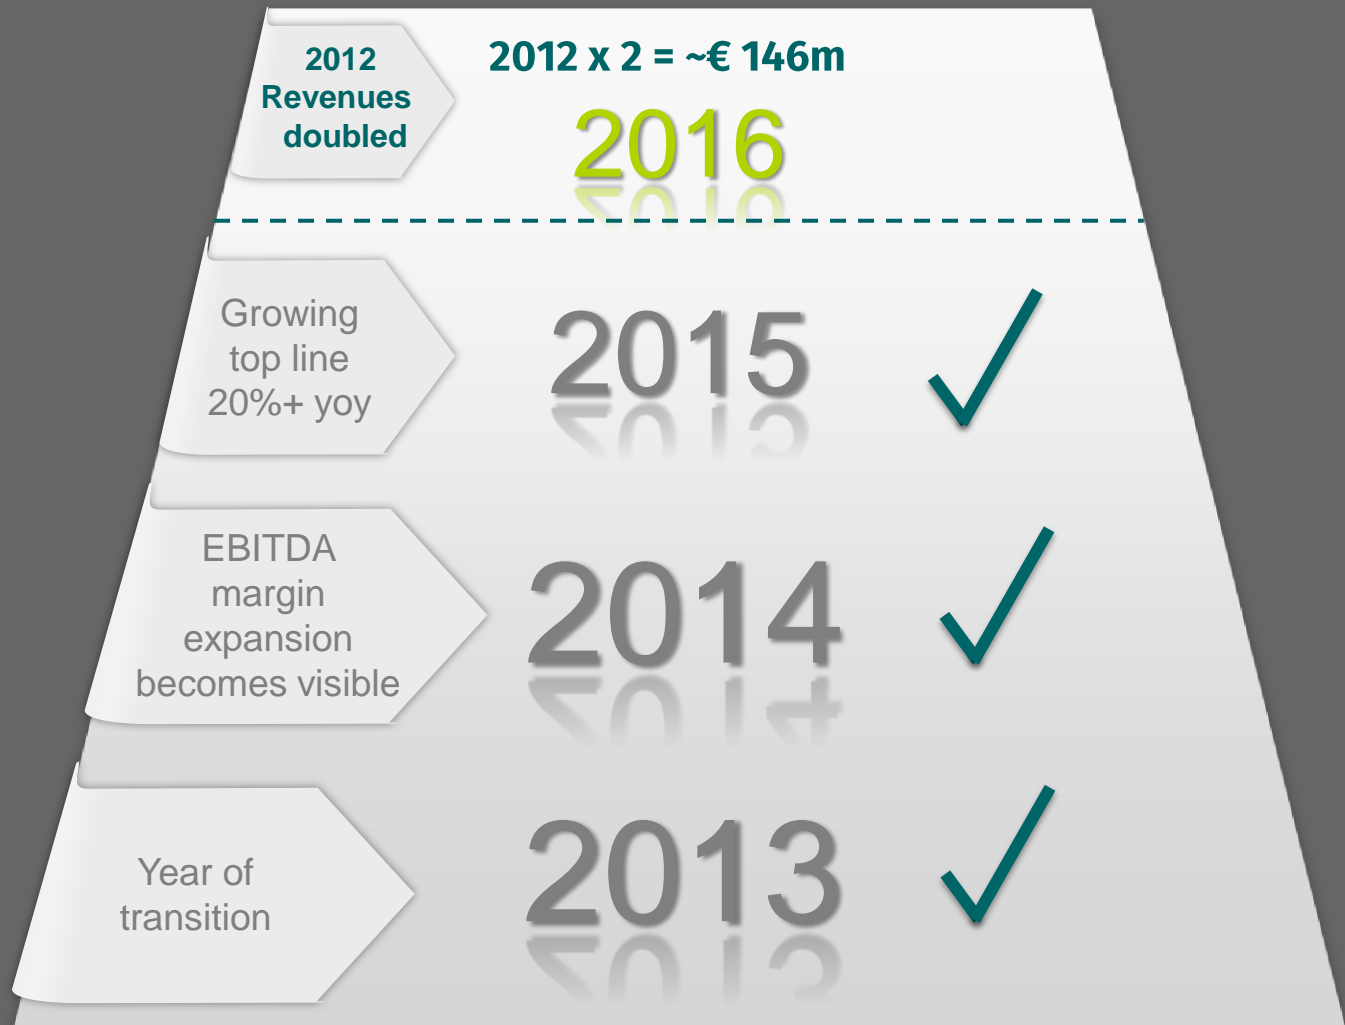 2012
Revenues
doubled
2012 x 2 = ~€ 146m
2016
Growing
top line
20%+ yoy
2015
EBITDA
margin
expansion
becomes visible
2014
Year of
transition
2013